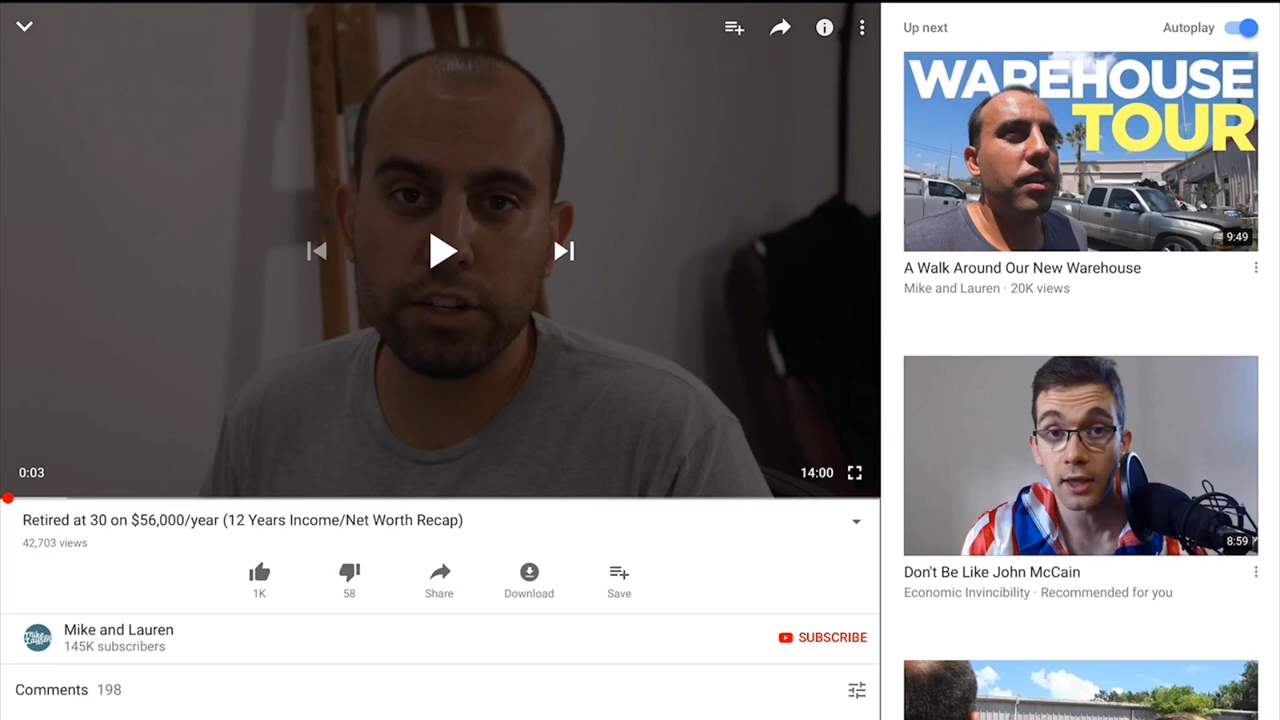 0:03
14:00
Retired at 30 on $56,000/year (12 Years Income/Net Worth Recap)
42,703 views
1K
58
Share
Download
Save
Mike and Lauren
145K subscribers
SUBSCRIBE
Comments 198
Up next
Autoplay
WAREHOUSE
TOUR
9:49
A Walk Around Our New Warehouse
Mike and Lauren · 20K views
8:59
Don't Be Like John McCain
Economic Invincibility · Recommended for you